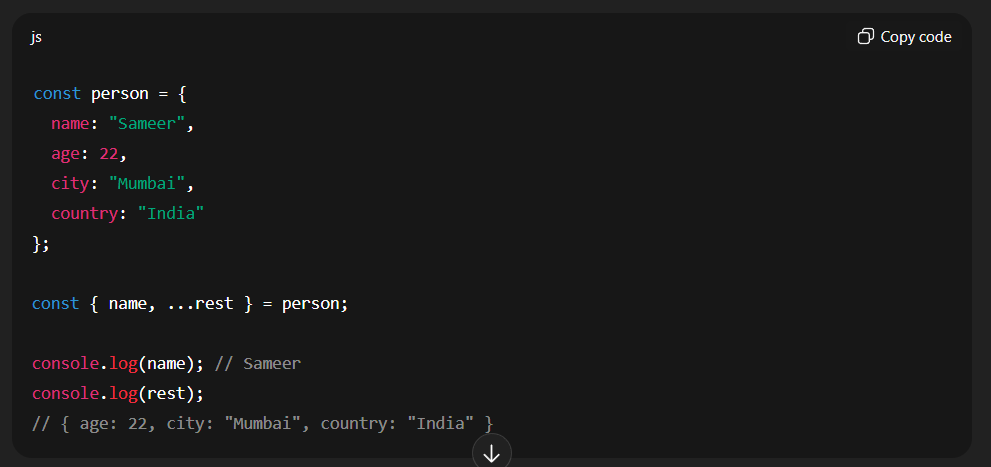 js
Copy code
const person = {
  name: "Sameer",
  age: 22,
  city: "Mumbai",
  country: "India"
};
const { name, ...rest } = person;
console.log(name); // Sameer
console.log(rest);
// { age: 22, city: "Mumbai", country: "India" }